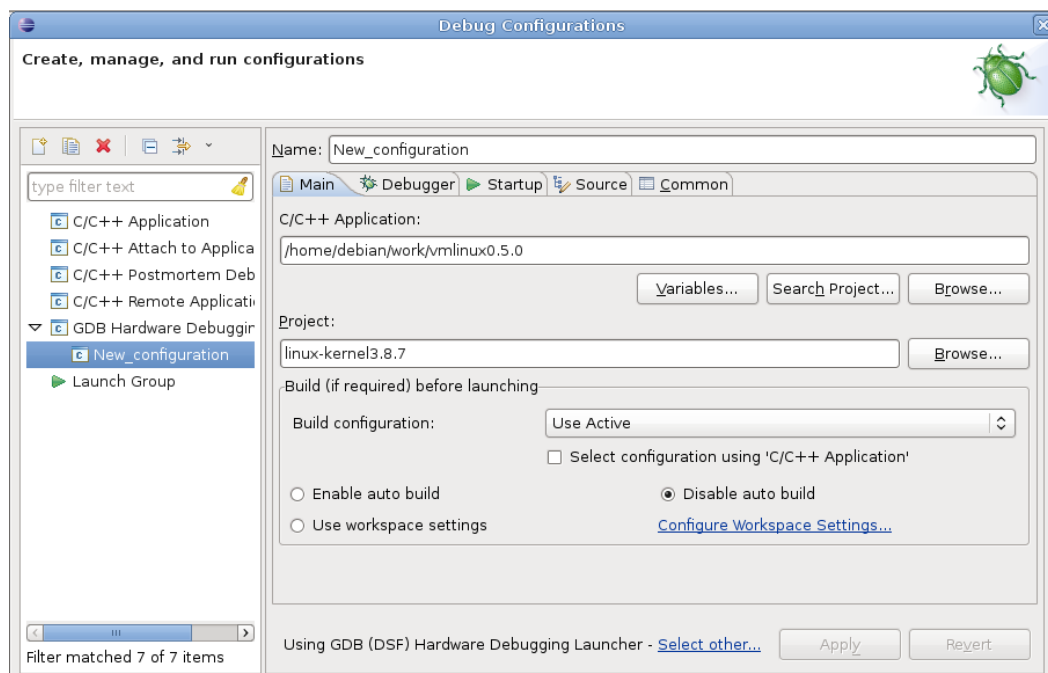 Debug Configurations
Create, manage, and run configurations
type filter text
C/C++ Application
C/C++ Attach to Applica
C/C++ Postmortem Deb
C/C++ Remote Applicati
GDB Hardware Debuggin
New_configuration
Launch Group
Filter matched 7 of 7 items
Name: New_configuration
Main Debugger Startup Source Common
C/C++ Application:
/home/debian/work/vmlinux0.5.0
Variables... Search Project... Browse...
Project:
linux-kernel3.8.7
Browse...
Build (if required) before launching
Build configuration: Use Active
Select configuration using 'C/C++ Application'
Enable auto build Disable auto build
Use workspace settings Configure Workspace Settings...
Using GDB (DSF) Hardware Debugging Launcher - Select other... Apply Revert